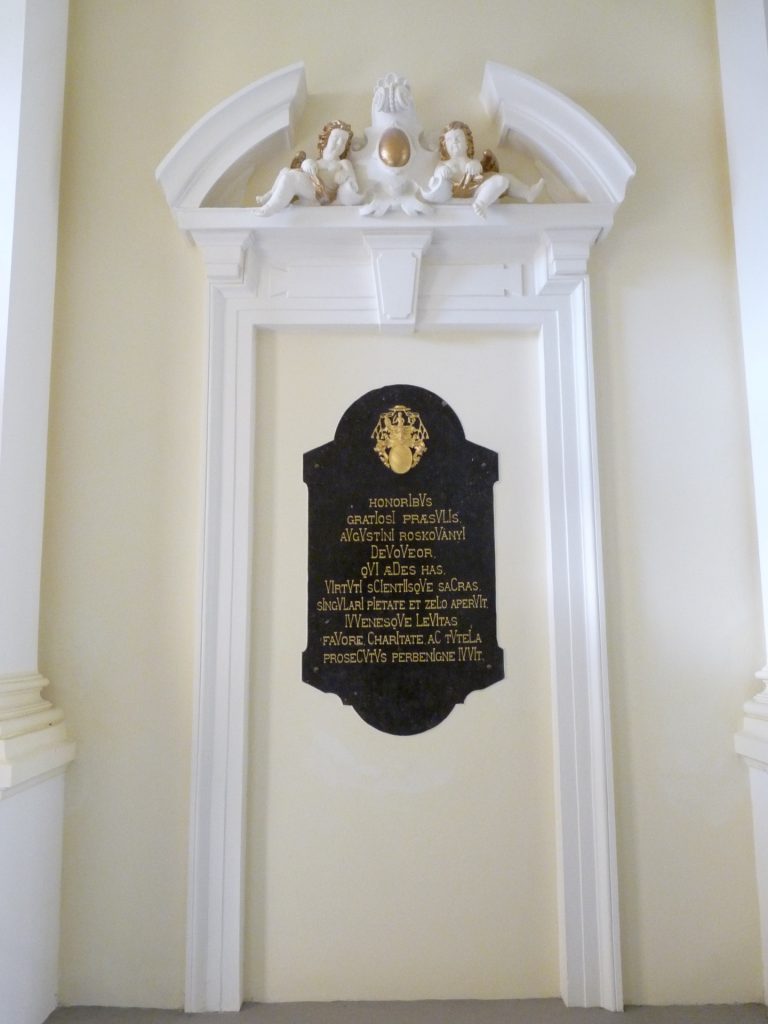 HONORIBVS
GRATIOSI PRÆSVLIS,
AVGVSTINI ROSKOVÀNYI
DEVOVEOR,
QVI ÆDES HAS,
VIRTVTI SCIENTIISQVE SACRAS,
SINGVLARI PIETATE ET ZELO APERVIT,
IVVENESQVE LEVITAS
FAVORE, CHARITATE, AC TVTELA
PROSECVTVS PERBENIGNE IVVIT.